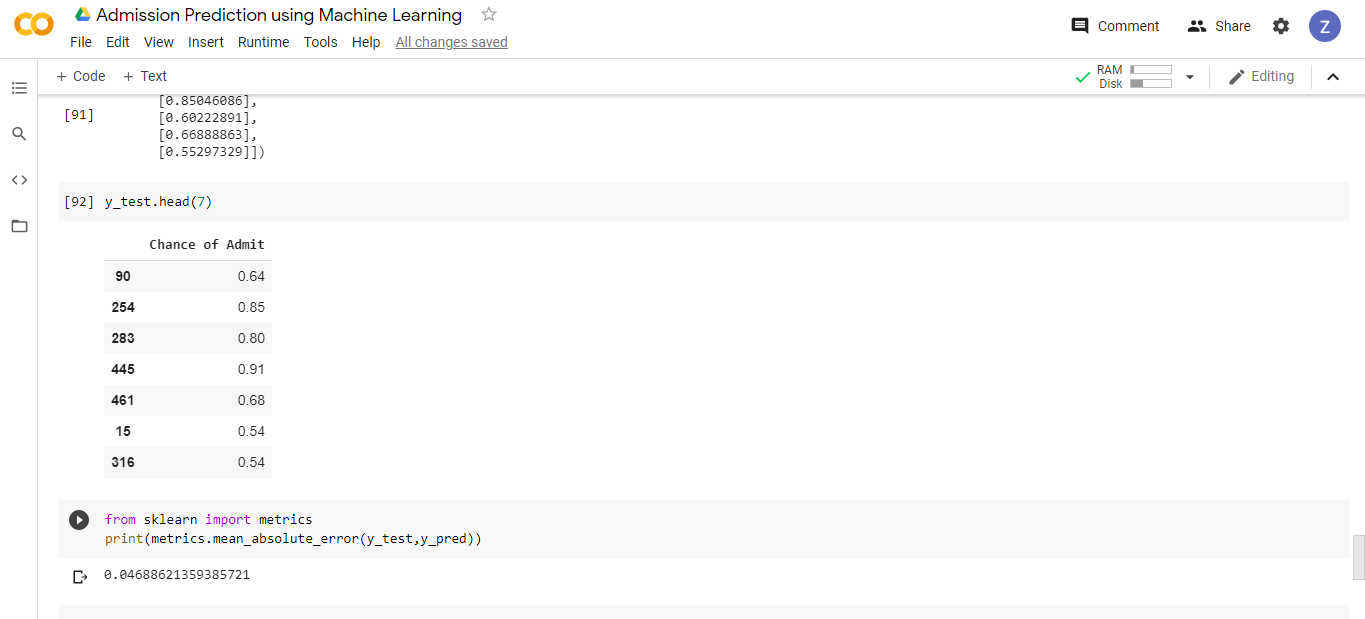 Admission Prediction using Machine Learning
Comment
Share
Z
File Edit View Insert Runtime Tools Help All changes saved
+ Code + Text
RAM
Disk
Editing
[0.85046086],
[91]
[0.60222891],
[0.66888863],
[0.55297329]])
[92] y_test.head(7)
Chance of Admit
90 0.64
254 0.85
283 0.80
445 0.91
461 0.68
15 0.54
316 0.54
from sklearn import metrics
print(metrics.mean_absolute_error(y_test,y_pred))
0.04688621359385721